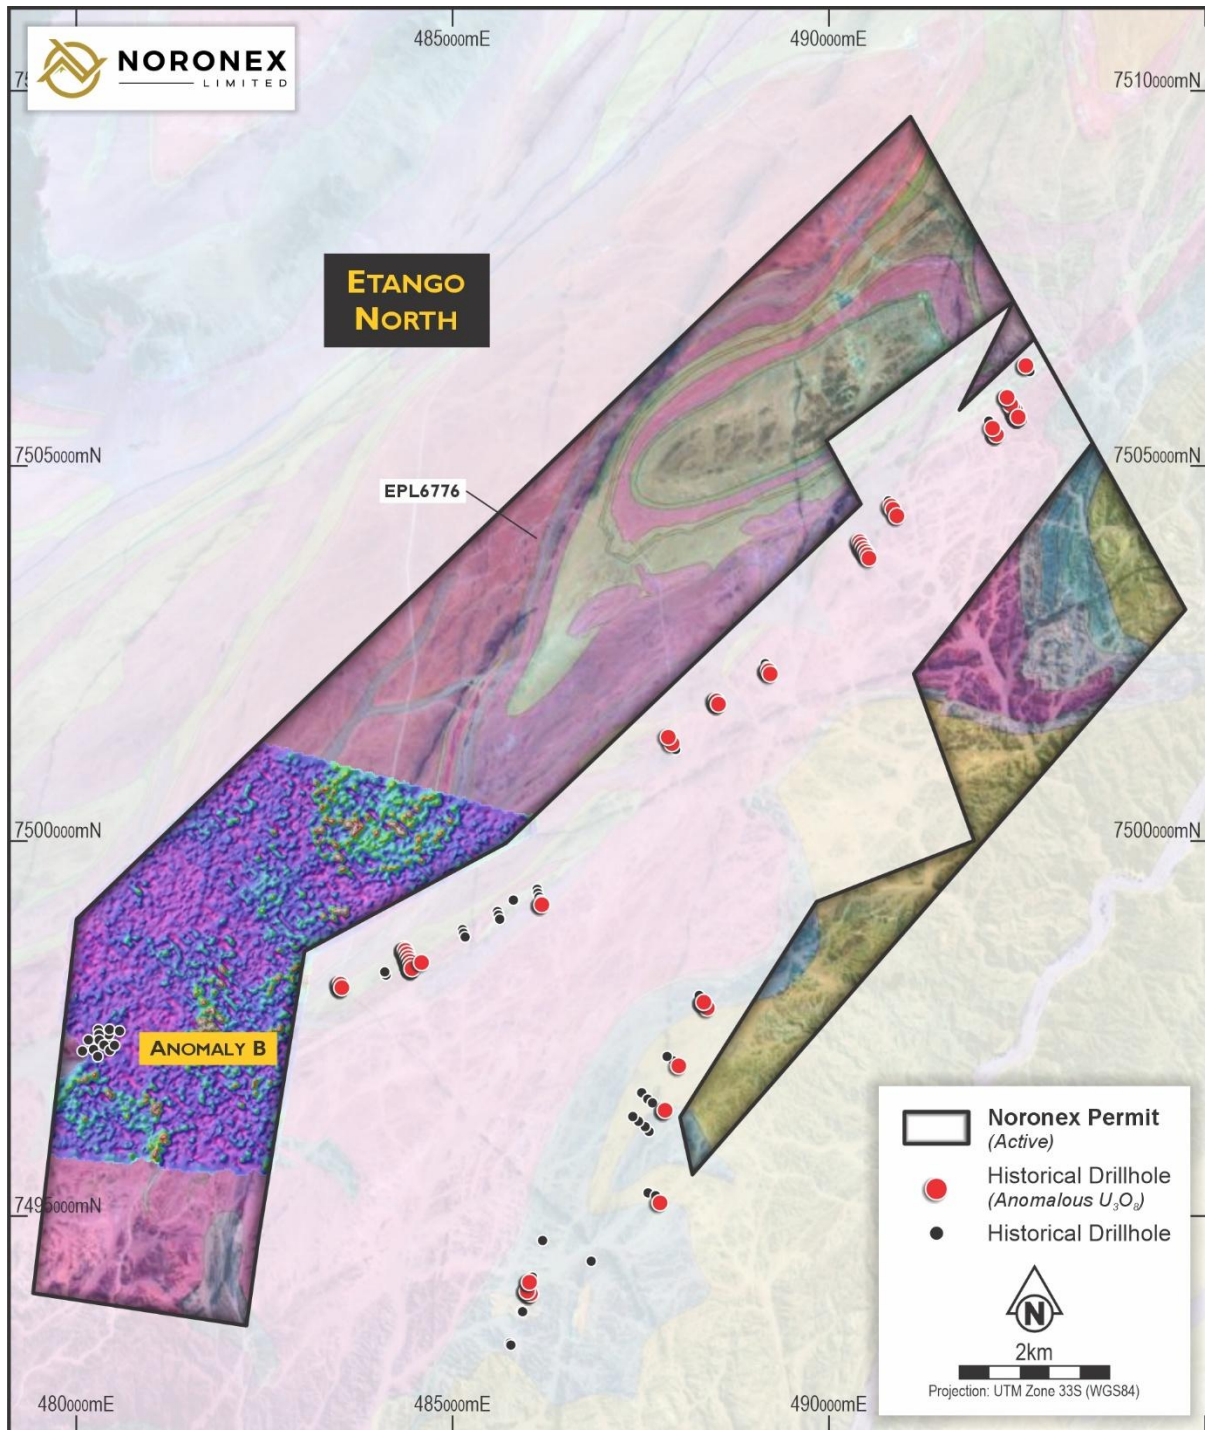 485000mE
490000mE
NORONEX
LIMITED
7510000mN
ETANGO
NORTH
EPL6776
7505000mN
7505000mN
7500000mN
7500000mN
ANOMALY B
7495000mN
Noronex Permit
(Active)
Historical Drillhole
(Anomalous U₃O₈)
Historical Drillhole
N
2km
Projection: UTM Zone 33S (WGS84)
480000mE
485000mE
490000mE